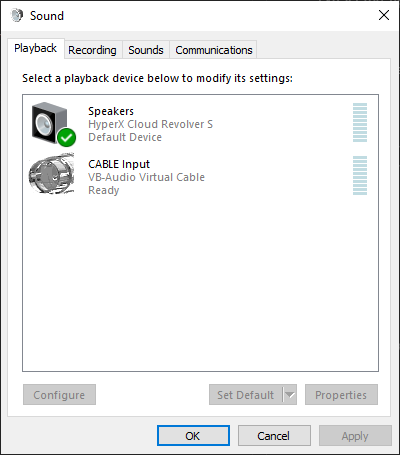 Sound
Playback
Recording
Sounds
Communications
Select a playback device below to modify its settings:
Speakers
HyperX Cloud Revolver S
Default Device
CABLE Input
VB-Audio Virtual Cable
Ready
Configure
Set Default
Properties
OK
Cancel
Apply